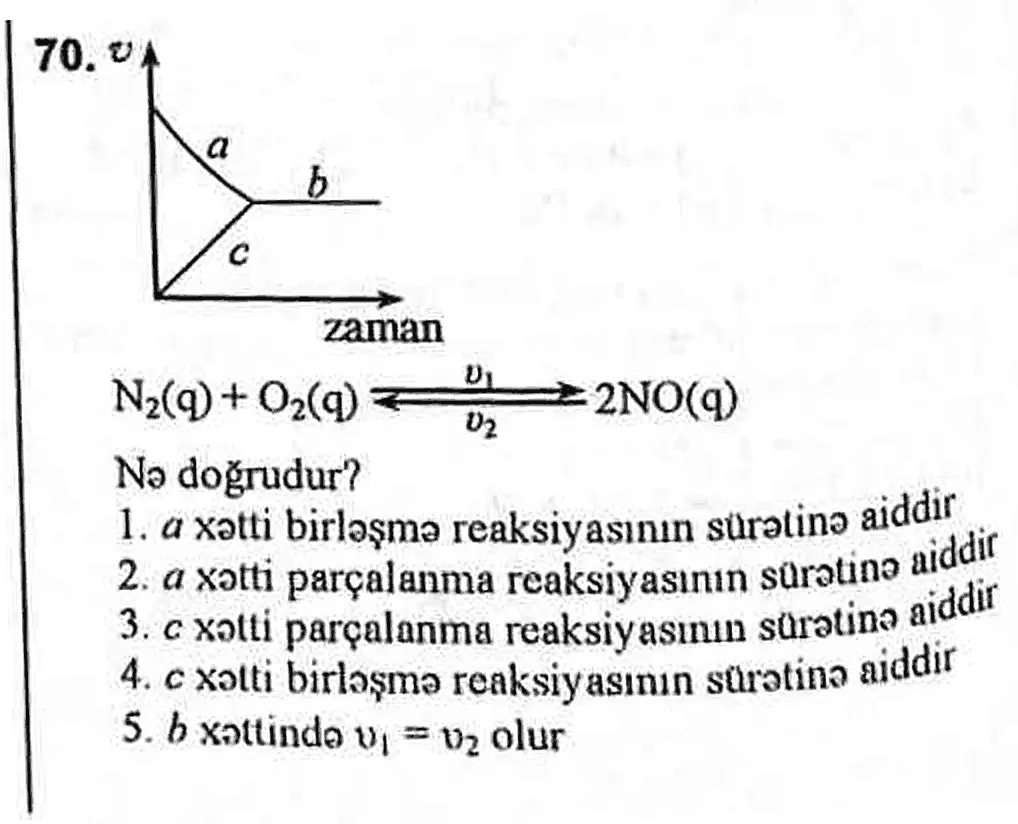 70. v
a
b
c
zaman
N₂(q) + O₂(q) ⇌ 2NO(q)
υ₁
υ₂
Nə doğrudur?
1. a xətti birləşmə reaksiyasının sürətinə aiddir
2. a xətti parçalanma reaksiyasının sürətinə aiddir
3. c xətti parçalanma reaksiyasının sürətinə aiddir
4. c xətti birləşmə reaksiyasının sürətinə aiddir
5. b xəttində υ₁ = υ₂ olur